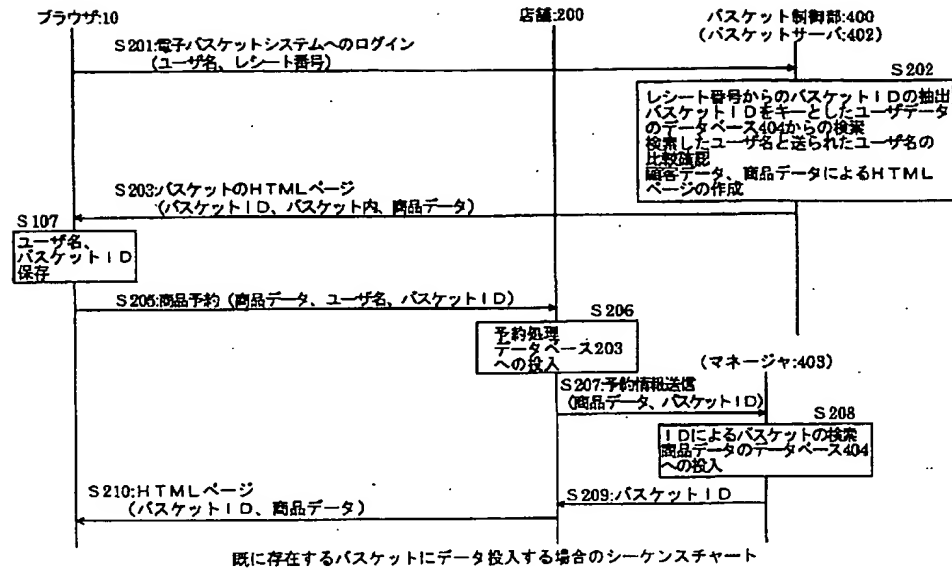 ブラウザ:10
店舗:200
バスケット制御部:400
(バスケットサーバ:402)
S201:電子バスケットシステムへのログイン
(ユーザ名、レシート番号)
S202
レシート番号からのバスケットIDの抽出
バスケットIDをキーとしたユーザデータ
のデータベース404からの検索
検索したユーザ名と送られたユーザ名の
比較確認
顧客データ、商品データによるHTML
ページの作成
S203:バスケットのHTMLページ
(バスケットID、バスケット内、商品データ)
S107
ユーザ名、
バスケットID
保存
S205:商品予約(商品データ、ユーザ名、バスケットID)
S206
予約処理
データベース203
への投入
(マネージャ:403)
S207:予約情報送信
(商品データ、バスケットID)
S208
IDによるバスケットの検索
商品データのデータベース404
への投入
S209:バスケットID
S210:HTMLページ
(バスケットID、商品データ)
既に存在するバスケットにデータ投入する場合のシーケンスチャート